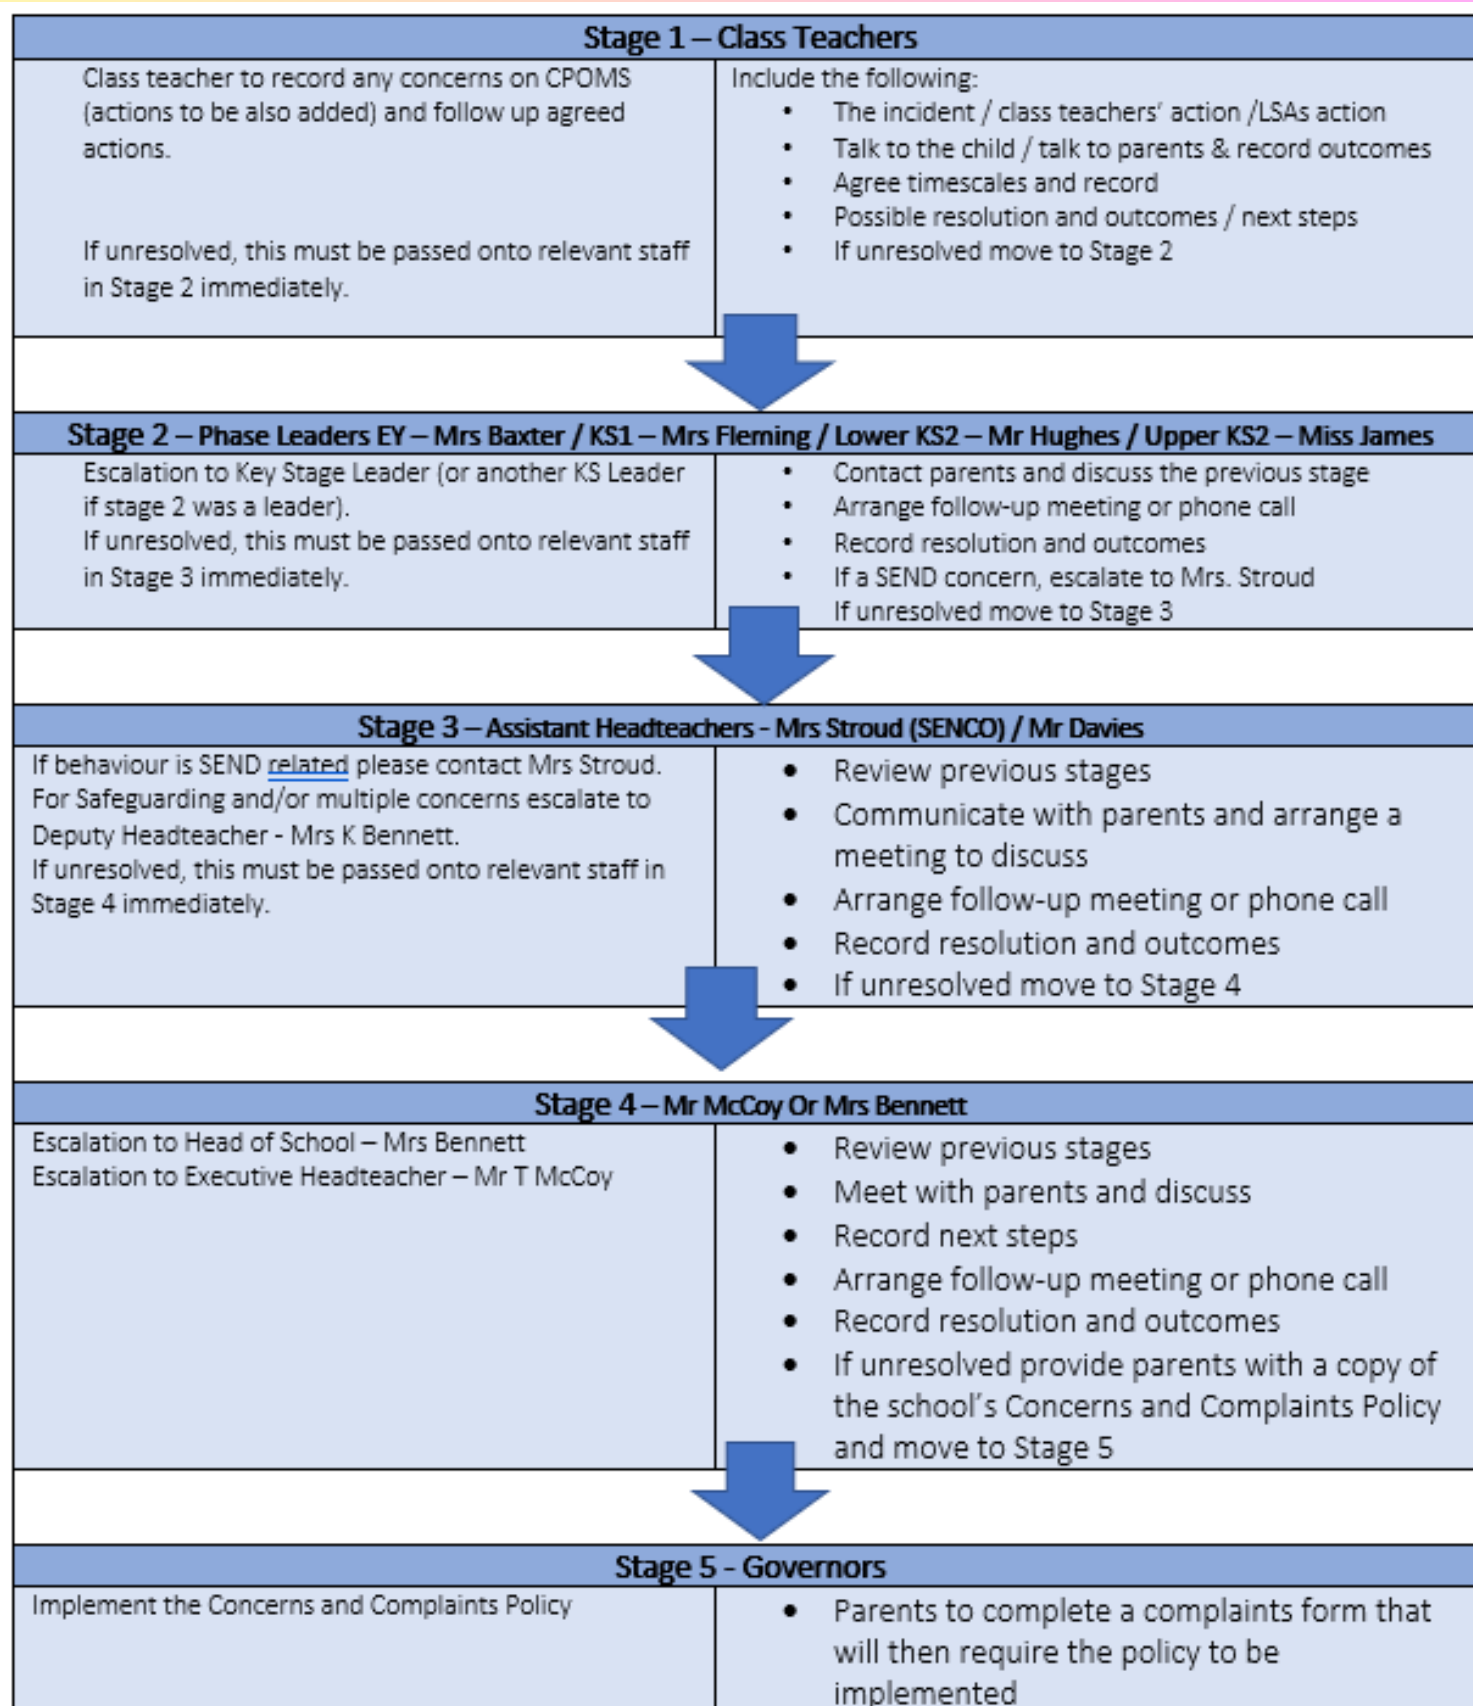 Stage 1 – Class Teachers
Class teacher to record any concerns on CPOMS
(actions to be also added) and follow up agreed
actions.
If unresolved, this must be passed onto relevant staff
in Stage 2 immediately.
Include the following:
• The incident / class teachers' action /LSAs action
• Talk to the child / talk to parents & record outcomes
• Agree timescales and record
• Possible resolution and outcomes / next steps
• If unresolved move to Stage 2
Stage 2 – Phase Leaders EY – Mrs Baxter / KS1 – Mrs Fleming / Lower KS2 – Mr Hughes / Upper KS2 – Miss James
Escalation to Key Stage Leader (or another KS Leader
if stage 2 was a leader).
If unresolved, this must be passed onto relevant staff
in Stage 3 immediately.
• Contact parents and discuss the previous stage
• Arrange follow-up meeting or phone call
• Record resolution and outcomes
• If a SEND concern, escalate to Mrs. Stroud
If unresolved move to Stage 3
Stage 3 – Assistant Headteachers - Mrs Stroud (SENCO) / Mr Davies
If behaviour is SEND related please contact Mrs Stroud.
For Safeguarding and/or multiple concerns escalate to
Deputy Headteacher - Mrs K Bennett.
If unresolved, this must be passed onto relevant staff in
Stage 4 immediately.
• Review previous stages
• Communicate with parents and arrange a
meeting to discuss
• Arrange follow-up meeting or phone call
• Record resolution and outcomes
• If unresolved move to Stage 4
Stage 4 – Mr McCoy Or Mrs Bennett
Escalation to Head of School – Mrs Bennett
Escalation to Executive Headteacher – Mr T McCoy
• Review previous stages
• Meet with parents and discuss
• Record next steps
• Arrange follow-up meeting or phone call
• Record resolution and outcomes
• If unresolved provide parents with a copy of
the school's Concerns and Complaints Policy
and move to Stage 5
Stage 5 - Governors
Implement the Concerns and Complaints Policy
• Parents to complete a complaints form that
will then require the policy to be
implemented